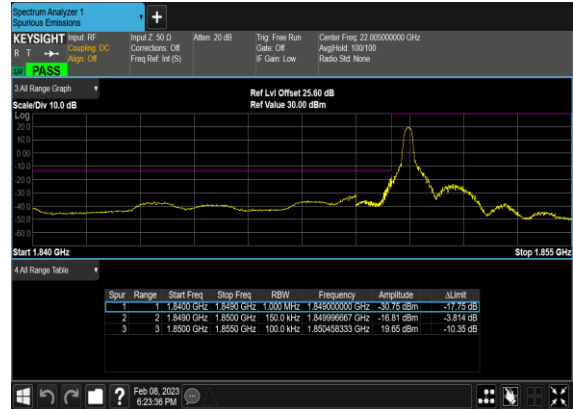 Spectrum Analyzer 1
Spurious Emissions
KEYSIGHT Input: RF
R T Coupling: DC
Align: Off
Input Z: 50 Ω
Corrections: Off
Freq Ref: Int (S)
Atten: 20 dB
Trig: Free Run
Gate: Off
IF Gain: Low
Center Freq: 22.005000000 GHz
Avg|Hold: 100/100
Radio Std: None
PASS
3 All Range Graph
Ref Lvl Offset 25.60 dB
Scale/Div 10.0 dB
Ref Value 30.00 dBm
Log
20.0
10.0
0.00
-10.0
-20.0
-30.0
-40.0
-50.0
-60.0
Start 1.840 GHz
Stop 1.855 GHz
4 All Range Table
Spur Range Start Freq Stop Freq RBW Frequency Amplitude ΔLimit
1 1 1.8400 GHz 1.8490 GHz 1.000 MHz 1.849000000 GHz -30.75 dBm -17.75 dB
2 2 1.8490 GHz 1.8500 GHz 150.0 kHz 1.849996667 GHz -16.81 dBm -3.814 dB
3 3 1.8500 GHz 1.8550 GHz 100.0 kHz 1.850458333 GHz 19.65 dBm -10.35 dB
? Feb 08, 2023
6:23:36 PM